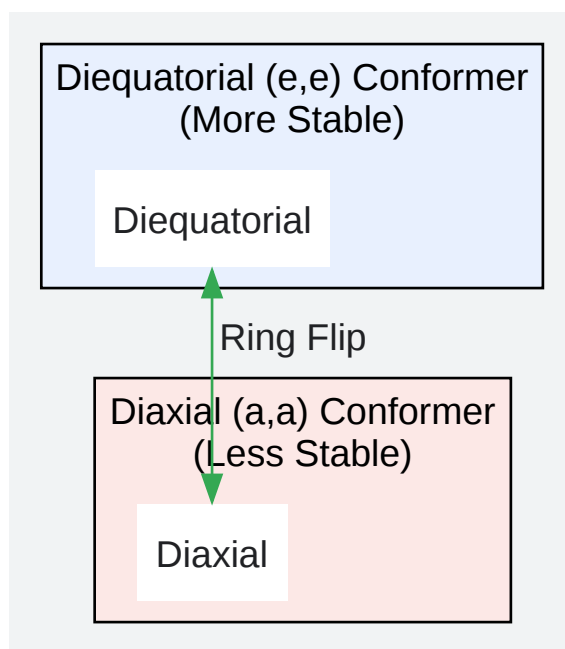 Diequatorial (e,e) Conformer
(More Stable)
Diequatorial
Ring Flip
Diaxial (a,a) Conformer
(Less Stable)
Diaxial